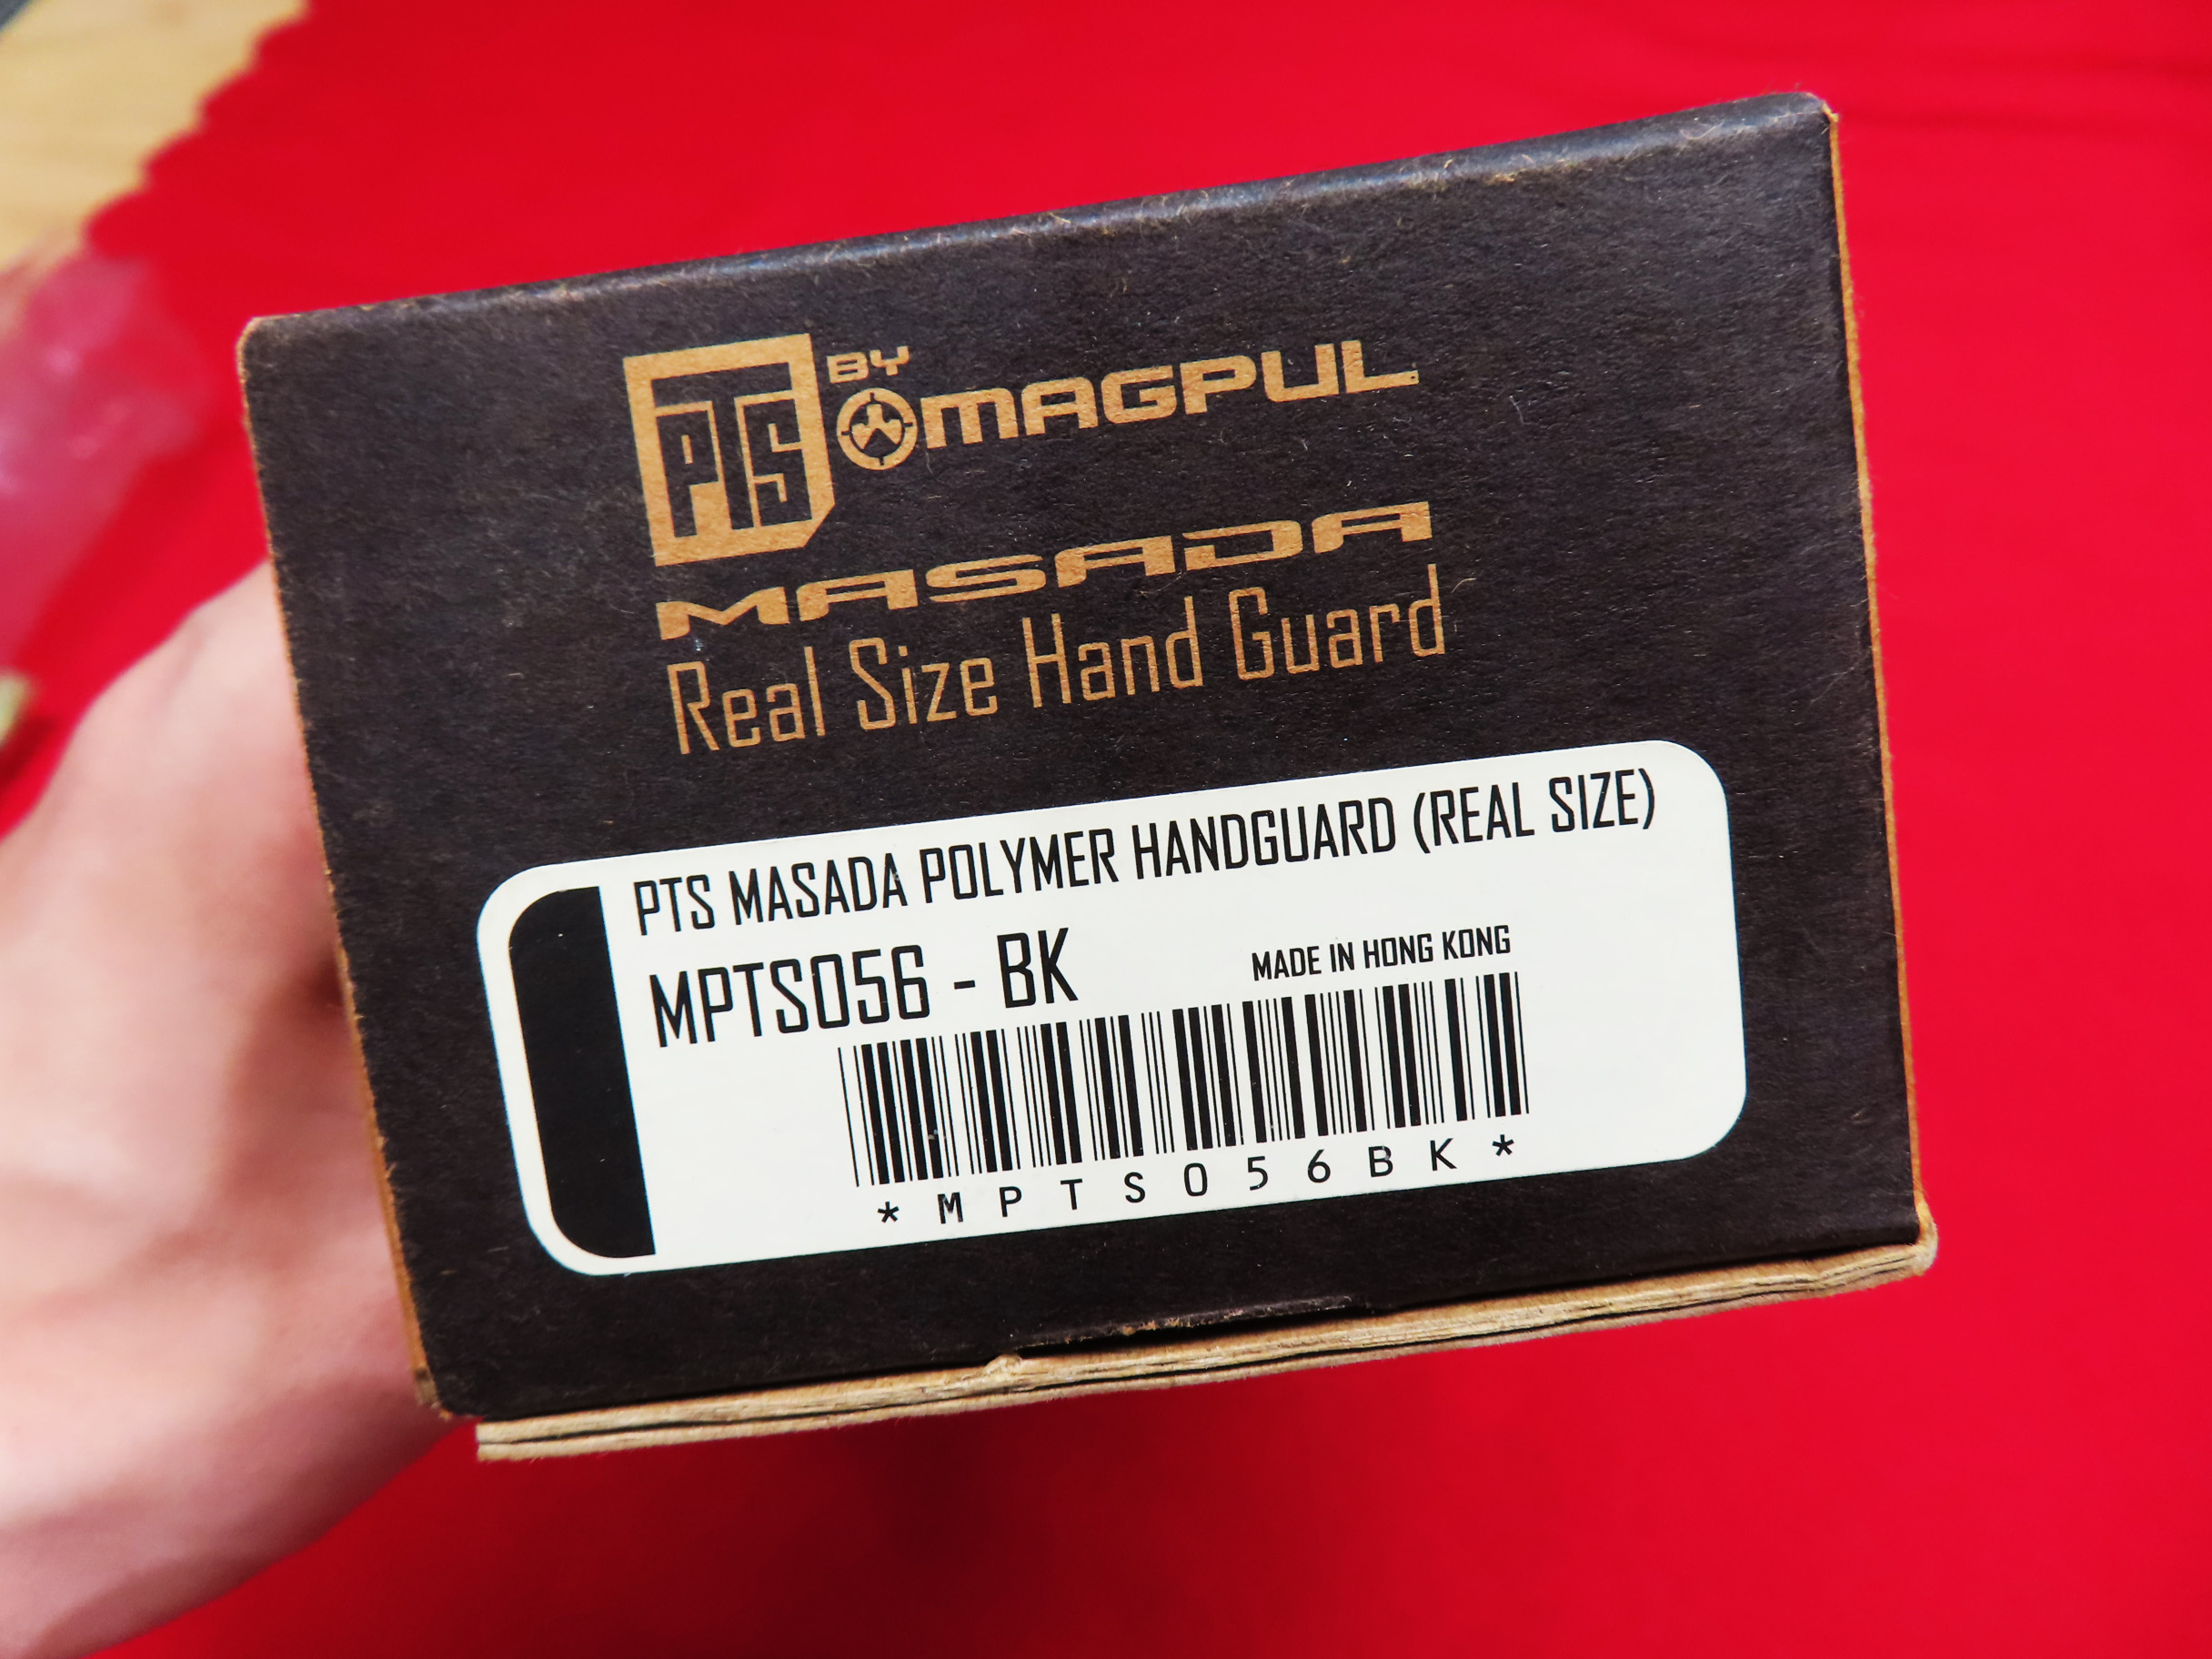 PTS BY
MAGPUL
MASADA
Real Size Hand Guard
PTS MASADA POLYMER HANDGUARD (REAL SIZE)
MPTS056 - BK
MADE IN HONG KONG
*MPTS056BK*